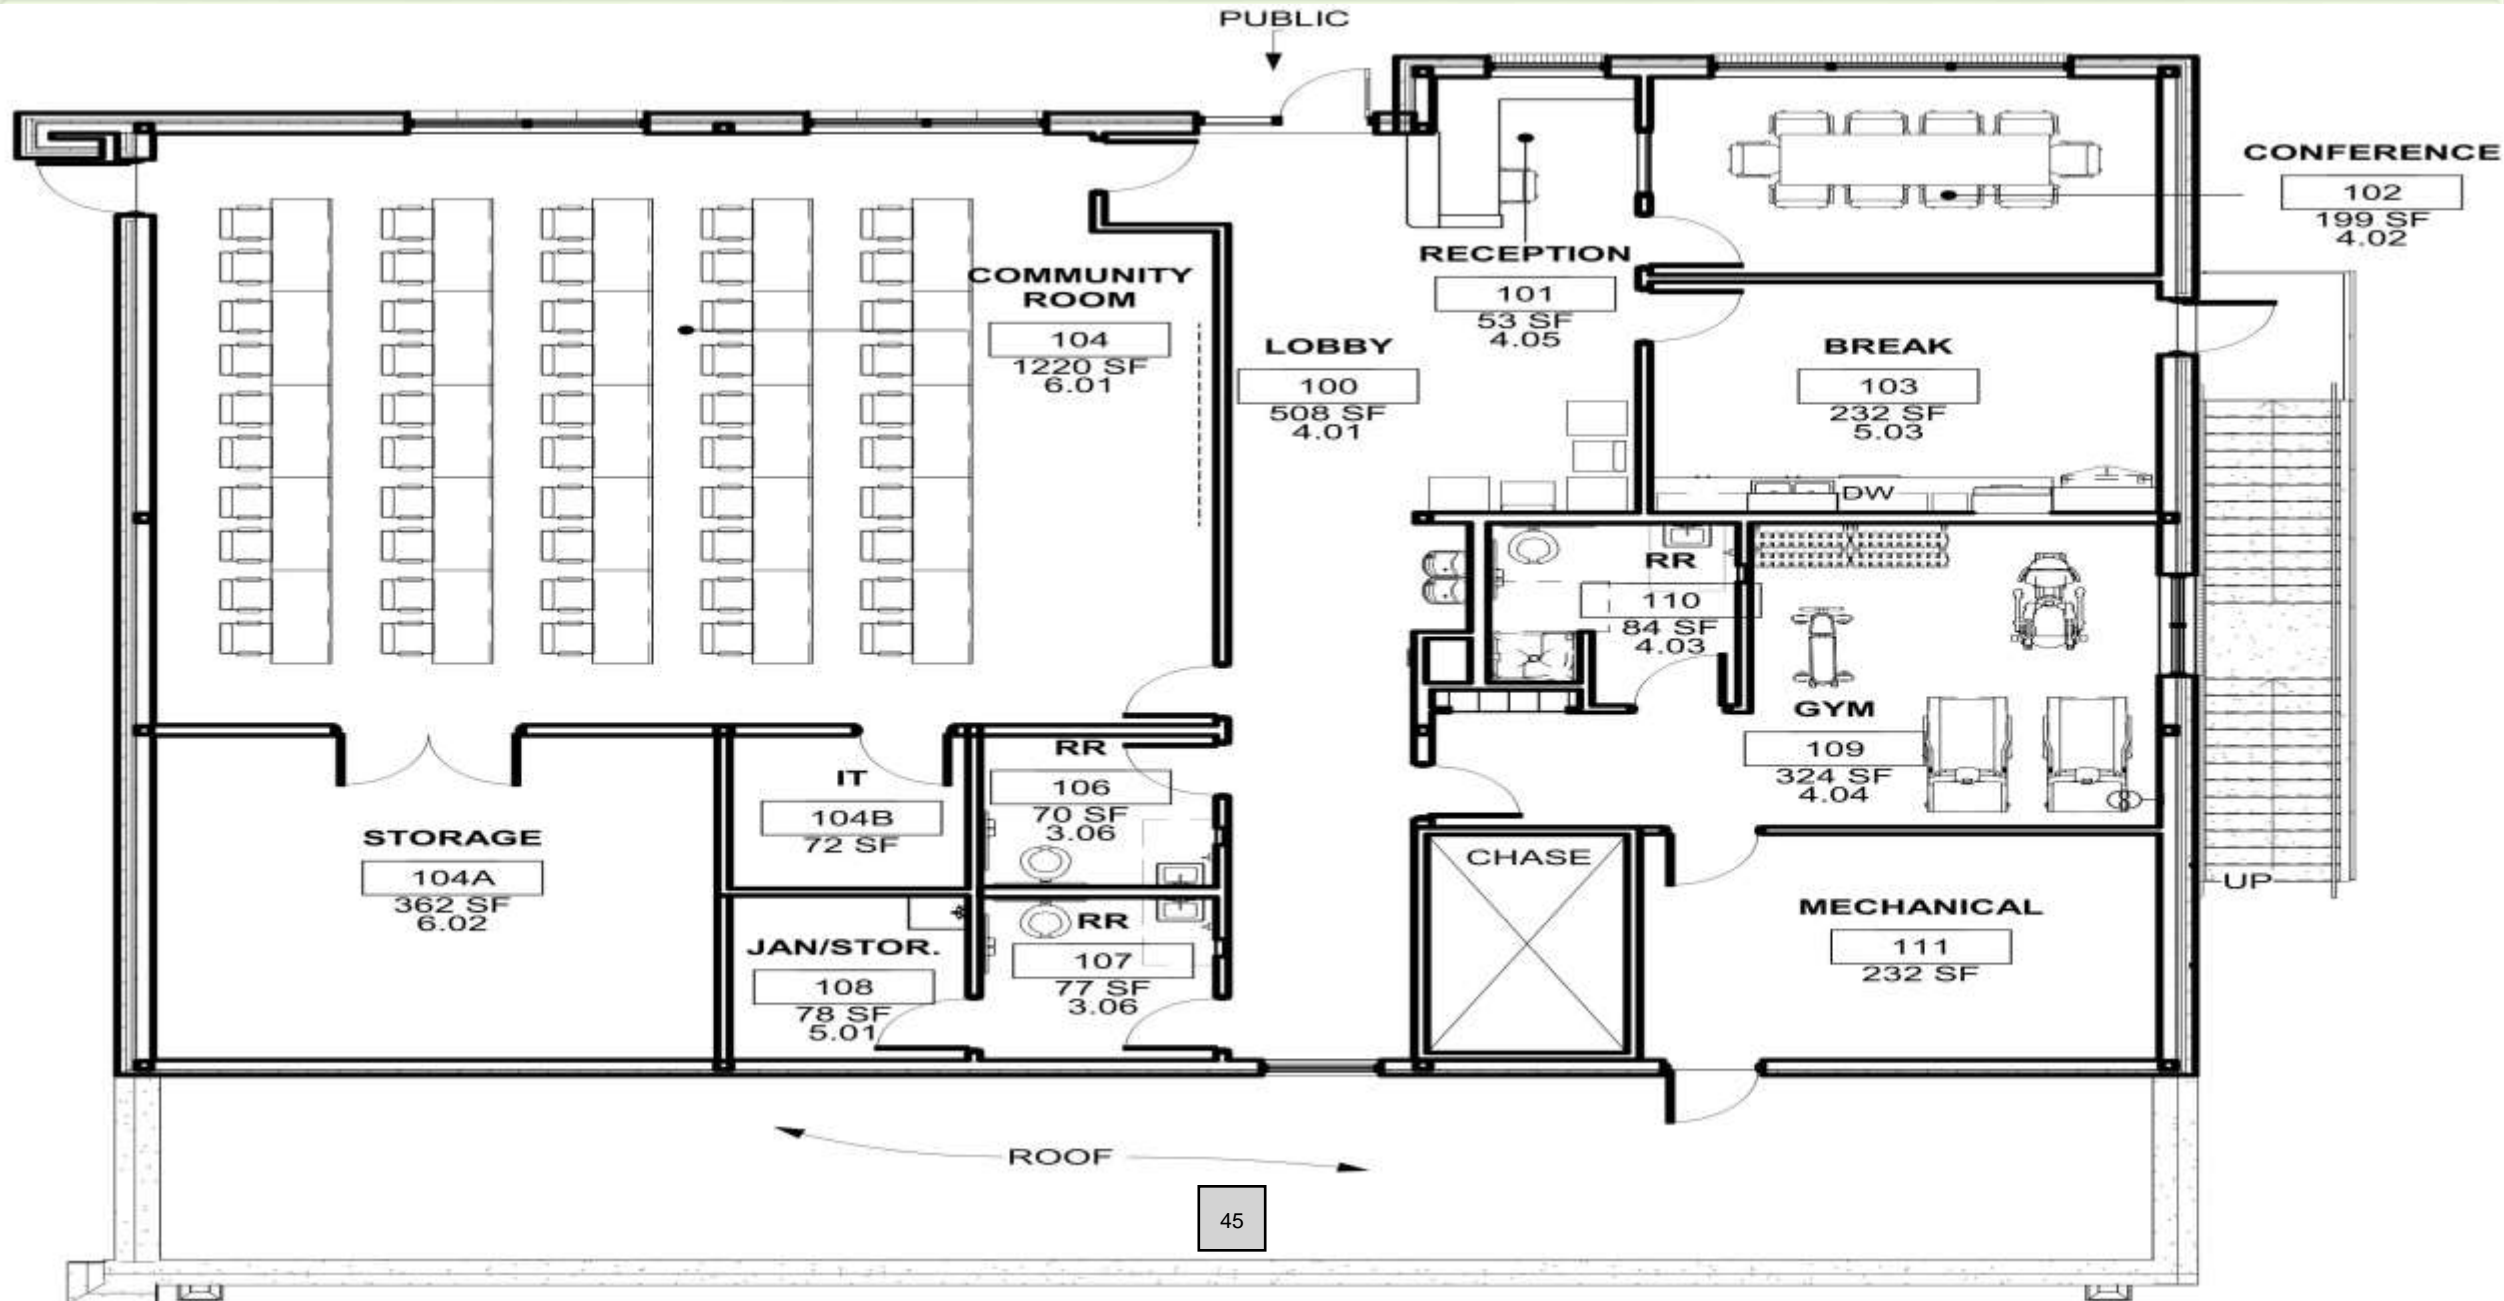 PUBLIC
CONFERENCE
102
199 SF
4.02
RECEPTION
101
53 SF
4.05
COMMUNITY
ROOM
104
1220 SF
6.01
LOBBY
100
508 SF
4.01
BREAK
103
232 SF
5.03
DW
RR
110
84 SF
4.03
GYM
109
324 SF
4.04
RR
106
70 SF
3.06
IT
104B
72 SF
STORAGE
104A
362 SF
6.02
CHASE
UP
MECHANICAL
111
232 SF
RR
107
77 SF
3.06
JAN/STOR.
108
78 SF
5.01
ROOF
45